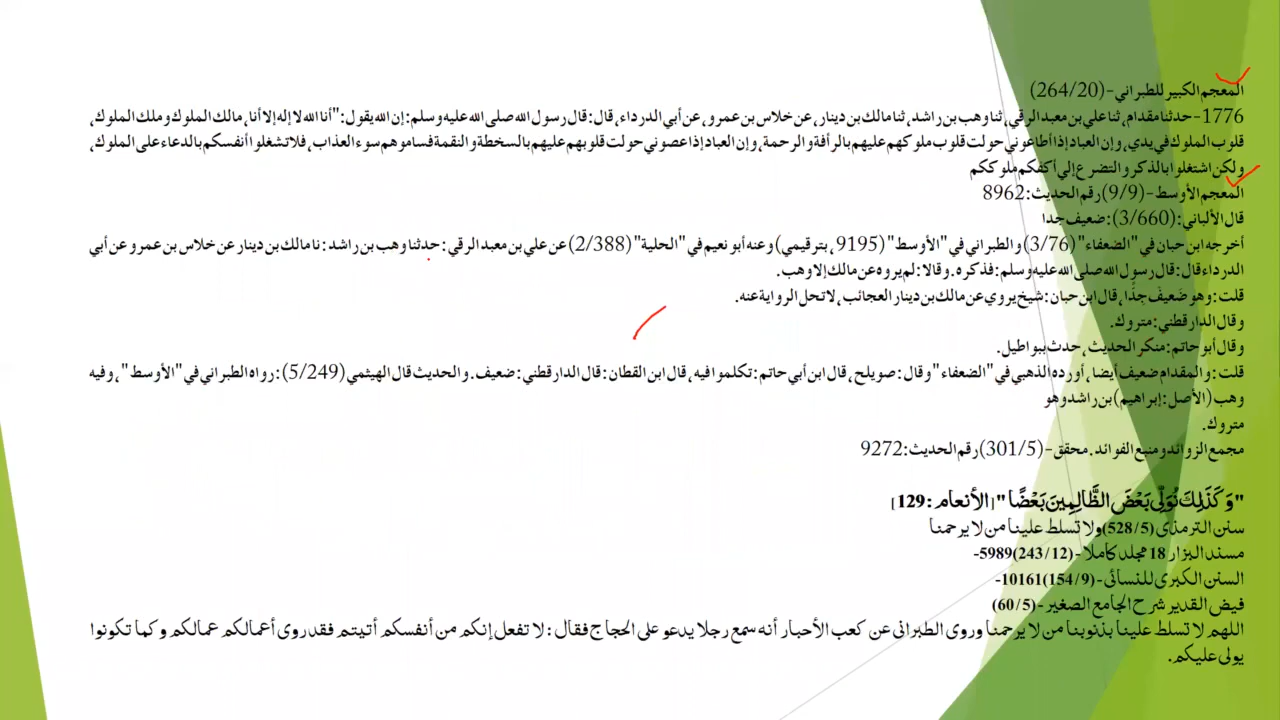 المعجم الكبير للطبراني - (264/20)
1776- حدثنا مقدام، ثنا علي بن معبد الرقي، ثنا وهب بن راشد، ثنا مالك بن دينار، عن خلاس بن عمرو، عن أبي الدرداء، قال: قال رسول الله صلى الله عليه وسلم: إن الله يقول: "أنا الله لا إله إلا أنا، مالك الملوك وملك الملوك،
قلوب الملوك في يدي، وإن العباد إذا أطاعوني حولت قلوب ملوكهم عليهم بالرأفة والرحمة، وإن العباد إذا عصوني حولت قلوبهم عليهم بالسخطة والنقمة فساموهم سوء العذاب، فلا تشغلوا أنفسكم بالدعاء على الملوك،
ولكن اشتغلوا بالذكر والتضرع إلي أكفكم ملوككم
المعجم الأوسط - (9/9) رقم الحديث: 8962
قال الألباني: (3/660): ضعيف جدا
أخرجه ابن حبان في "الضعفاء" (3/76) والطبراني في "الأوسط" (9195، بترقيمي) وعنه أبو نعيم في "الحلية" (2/388) عن علي بن معبد الرقي: حدثنا وهب بن راشد: نا مالك بن دينار عن خلاس بن عمرو عن أبي
الدرداء قال: قال رسول الله صلى الله عليه وسلم: فذكره. وقالا: لم يروه عن مالك إلا وهب.
قلت: وهو ضَعيفٌ جدًّا، قال ابن حبان: شيخ يروي عن مالك بن دينار العجائب، لا تحل الرواية عنه.
وقال الدارقطني: متروك.
وقال أبو حاتم: منكر الحديث، حدث ببواطيل.
قلت: والمقدام ضعيف أيضا، أورده الذهبي في "الضعفاء" وقال: صويلح، قال ابن أبي حاتم: تكلموا فيه، قال ابن القطان: قال الدارقطني: ضعيف. والحديث قال الهيثمي (5/249): رواه الطبراني في "الأوسط"، وفيه
وهب (الأصل: إبراهيم) بن راشد وهو
متروك.
مجمع الزوائد ومنبع الفوائد. محقق - (301/5) رقم الحديث: 9272
"وَكَذَلِكَ نُوَلِّي بَعْضَ الظَّالِمِينَ بَعْضًا" [الأنعام: 129]
سنن الترمذى (528/5) ولا تسلط علينا من لا يرحمنا
مسند البزار 18 مجلد كاملا - (243/12)5989-
السنن الكبرى للنسائى - (154/9)10161-
فيض القدير شرح الجامع الصغير - (60/5)
اللهم لا تسلط علينا بذنوبنا من لا يرحمنا وروى الطبرانى عن كعب الأحبار أنه سمع رجلا يدعو على الحجاج فقال: لا تفعل إنكم من أنفسكم أتيتم فقد روى أعمالكم عمالكم وكما تكونوا
يولى عليكم.